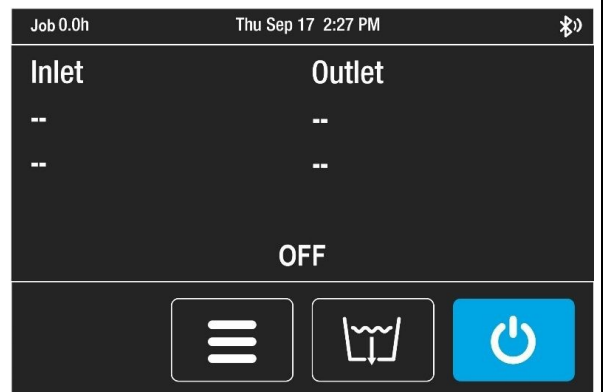 Job 0.0h Thu Sep 17 2:27 PM
Inlet Outlet
-- --
-- --
OFF